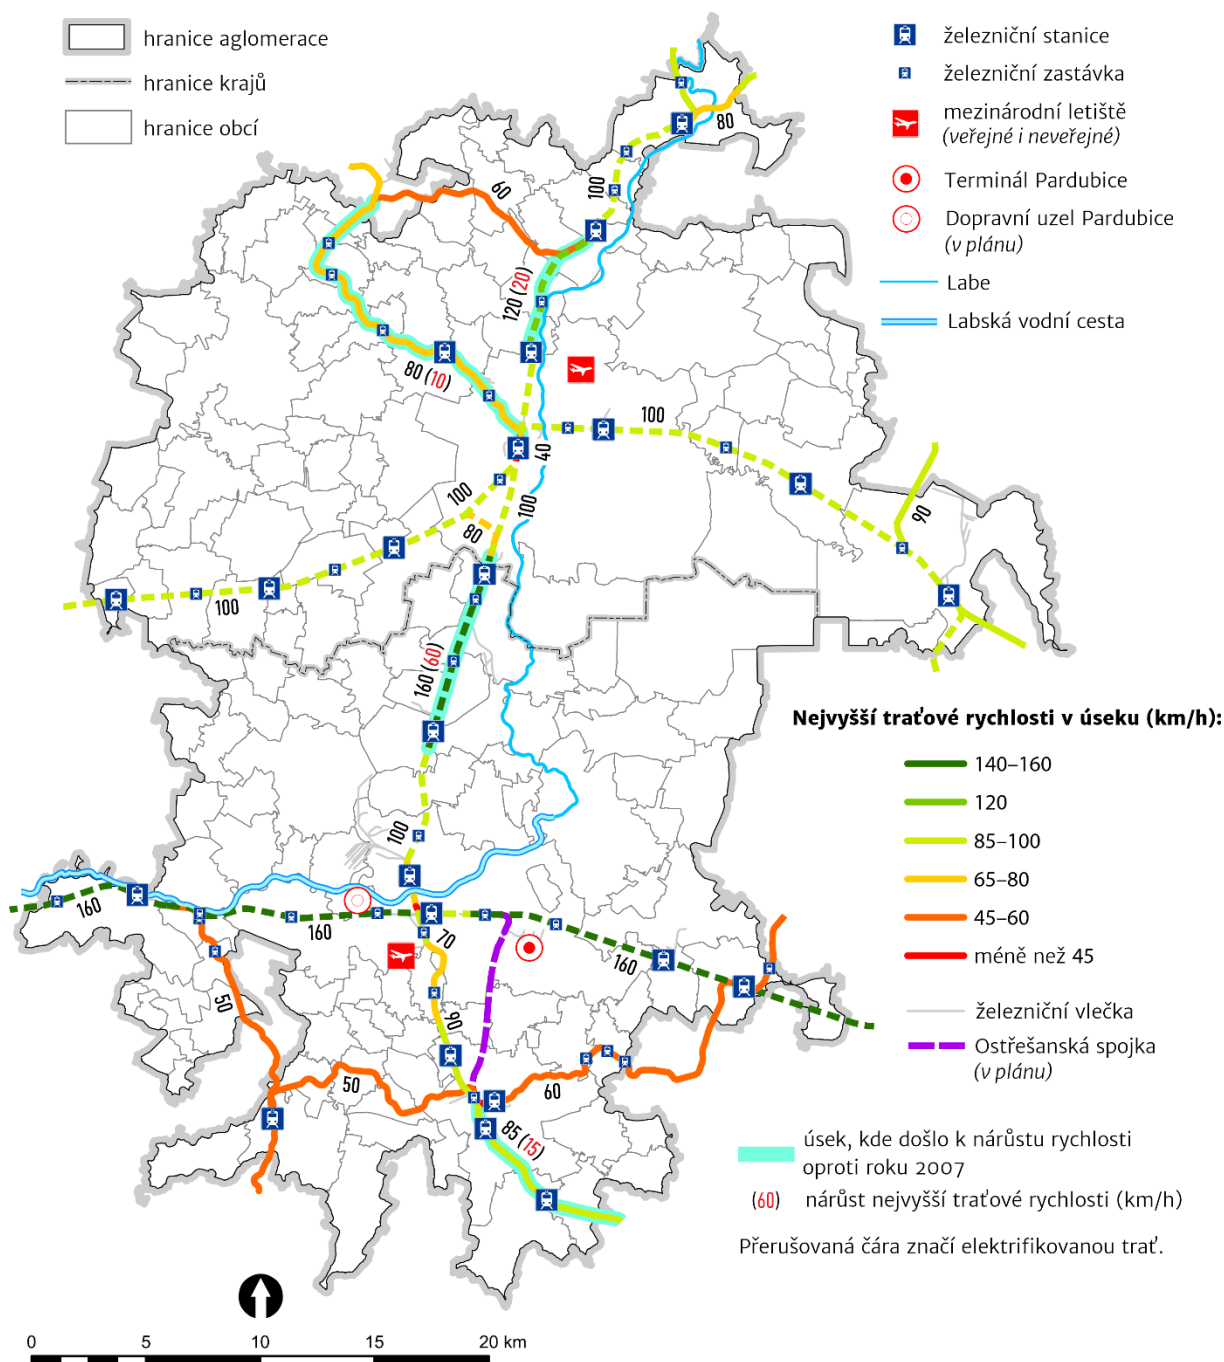 hranice aglomerace
hranice krajů
hranice obcí
železniční stanice
železniční zastávka
mezinárodní letiště
(veřejné i neveřejné)
Terminál Pardubice
Dopravní uzel Pardubice
(v plánu)
Labe
Labská vodní cesta
80
100
60
120 (20)
80 (10)
100
40
100
100
80
90
100
160 (60)
100
160
160
70
160
50
90
50
60
85 (15)
Nejvyšší traťové rychlosti v úseku (km/h):
140–160
120
85–100
65–80
45–60
méně než 45
železniční vlečka
Ostřešanská spojka
(v plánu)
úsek, kde došlo k nárůstu rychlosti
oproti roku 2007
(60) nárůst nejvyšší traťové rychlosti (km/h)
Přerušovaná čára značí elektrifikovanou trať.
0 5 10 15 20 km